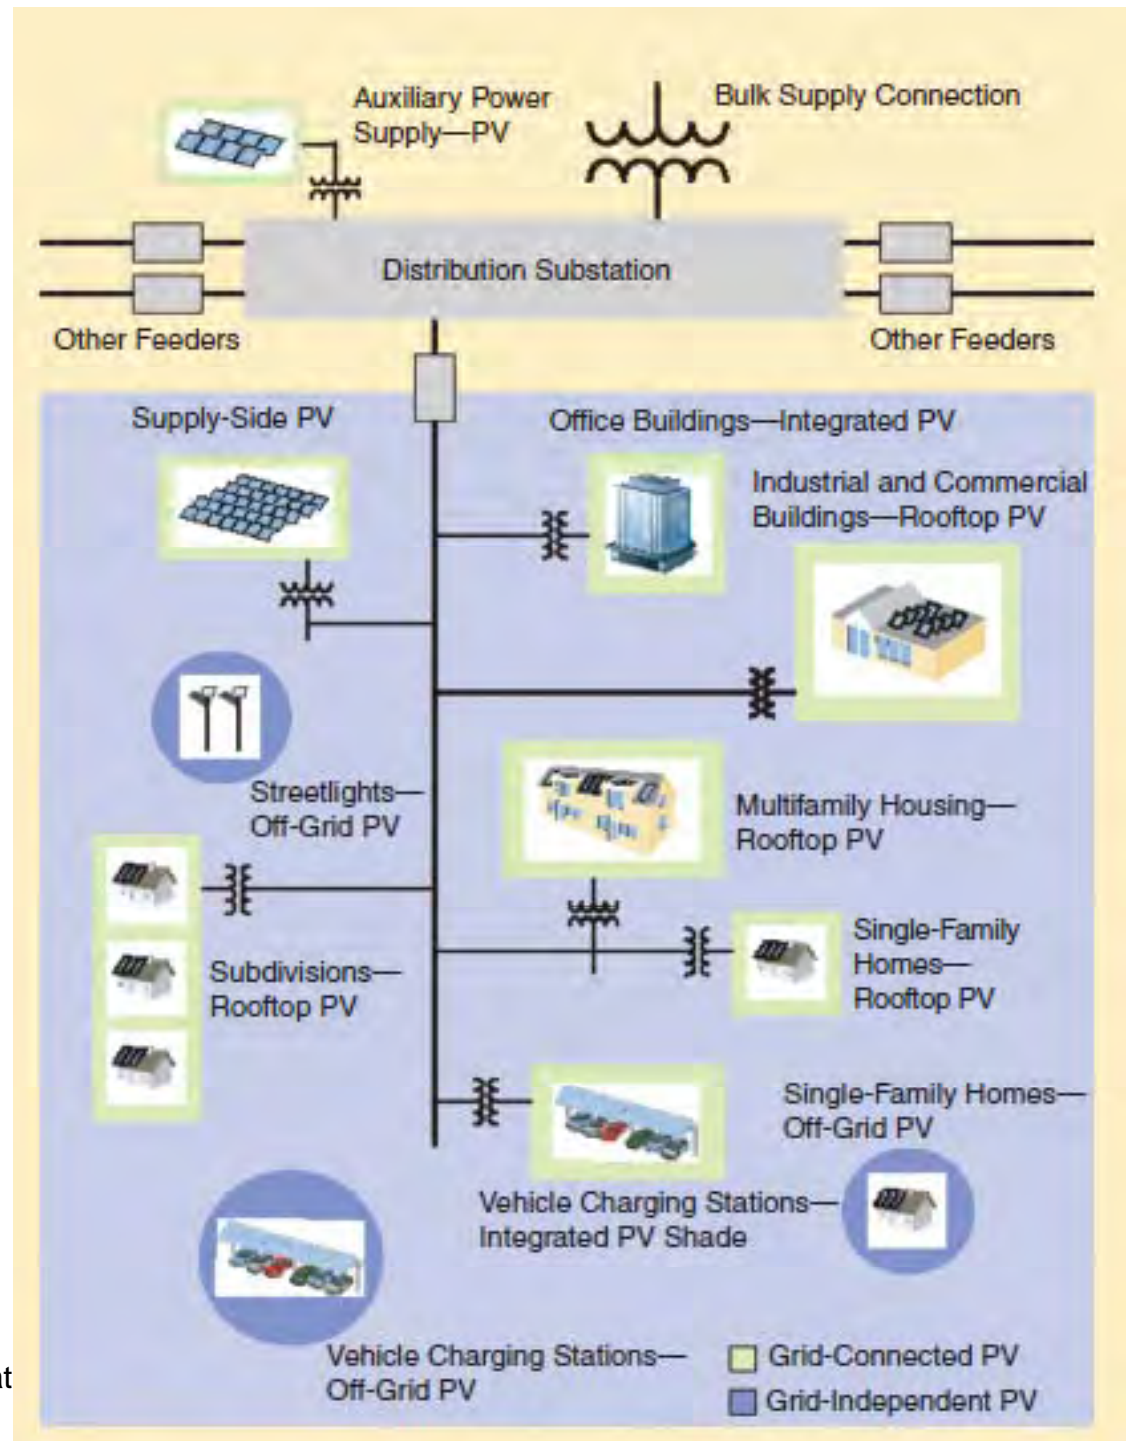 Auxiliary Power
Supply—PV
Bulk Supply Connection
Distribution Substation
Other Feeders
Other Feeders
Supply-Side PV
Office Buildings—Integrated PV
Industrial and Commercial
Buildings—Rooftop PV
Streetlights—
Off-Grid PV
Multifamily Housing—
Rooftop PV
Subdivisions—
Rooftop PV
Single-Family
Homes—
Rooftop PV
Single-Family Homes—
Off-Grid PV
Vehicle Charging Stations—
Integrated PV Shade
Vehicle Charging Stations—
Off-Grid PV
Grid-Connected PV
Grid-Independent PV